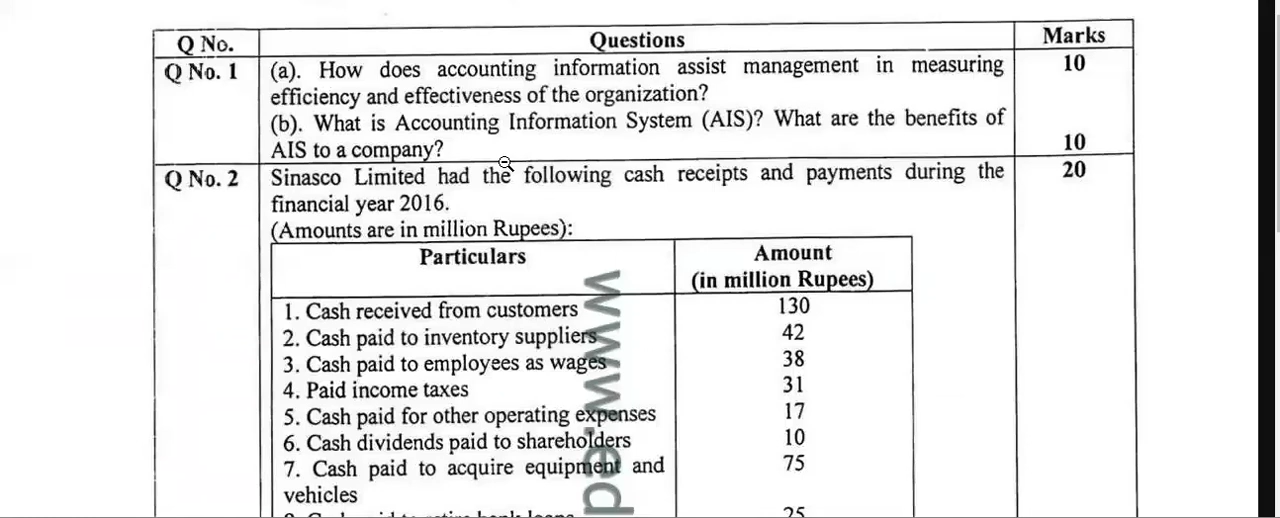 Q No.
Questions
Marks
Q No. 1
(a). How does accounting information assist management in measuring
10
efficiency and effectiveness of the organization?
(b). What is Accounting Information System (AIS)? What are the benefits of
AIS to a company?
10
Q No. 2
Sinasco Limited had the following cash receipts and payments during the
20
financial year 2016.
(Amounts are in million Rupees):
Particulars
Amount
(in million Rupees)
1. Cash received from customers
130
2. Cash paid to inventory suppliers
42
3. Cash paid to employees as wages
38
4. Paid income taxes
31
5. Cash paid for other operating expenses
17
6. Cash dividends paid to shareholders
10
7. Cash paid to acquire equipment and
75
vehicles
25
www.ed